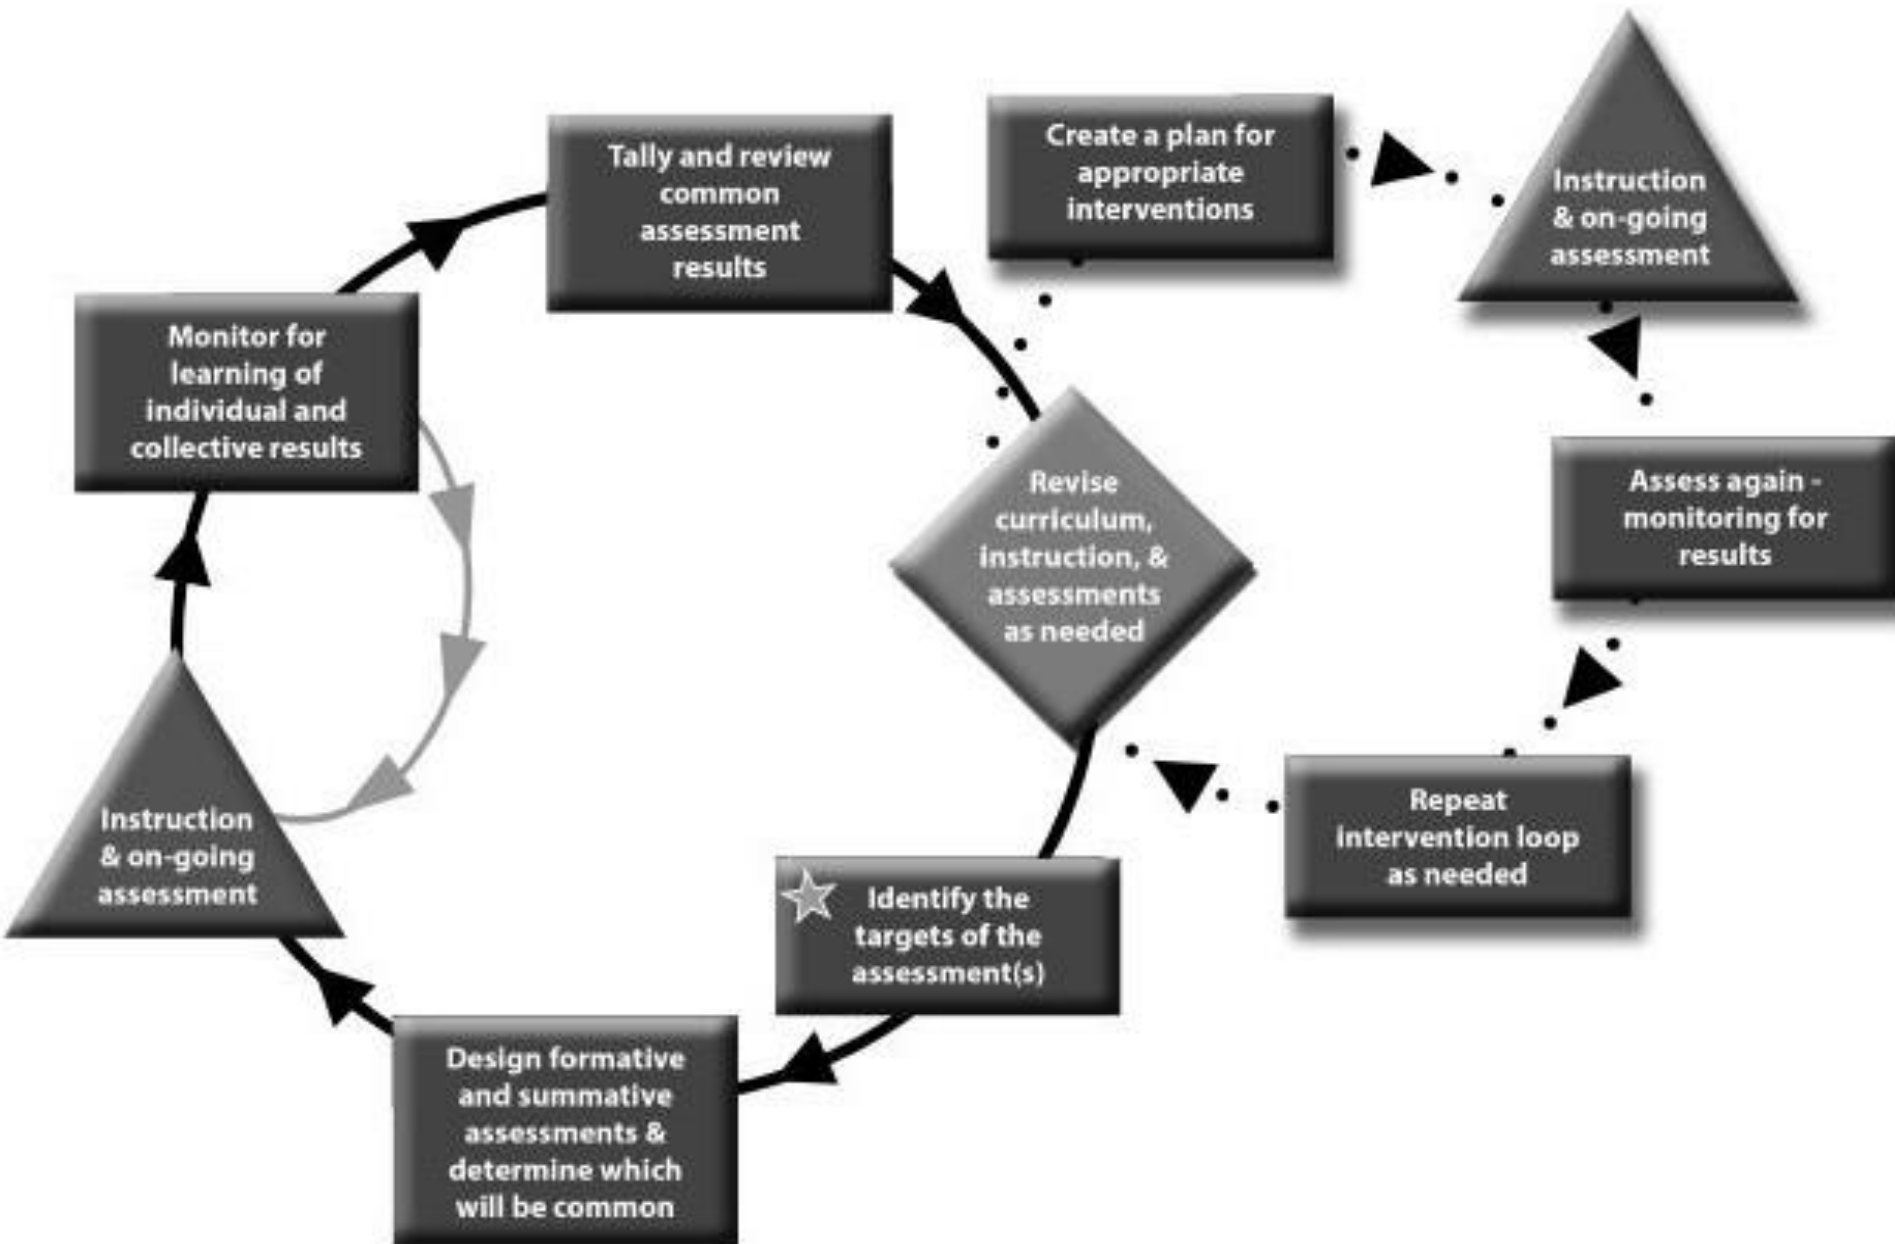 Tally and review
common
assessment
results
Create a plan for
appropriate
interventions
Instruction
& on-going
assessment
Monitor for
learning of
individual and
collective results
Revise
curriculum,
instruction, &
assessments
as needed
Assess again -
monitoring for
results
Instruction
& on-going
assessment
Identify the
targets of the
assessment(s)
Repeat
intervention loop
as needed
Design formative
and summative
assessments &
determine which
will be common